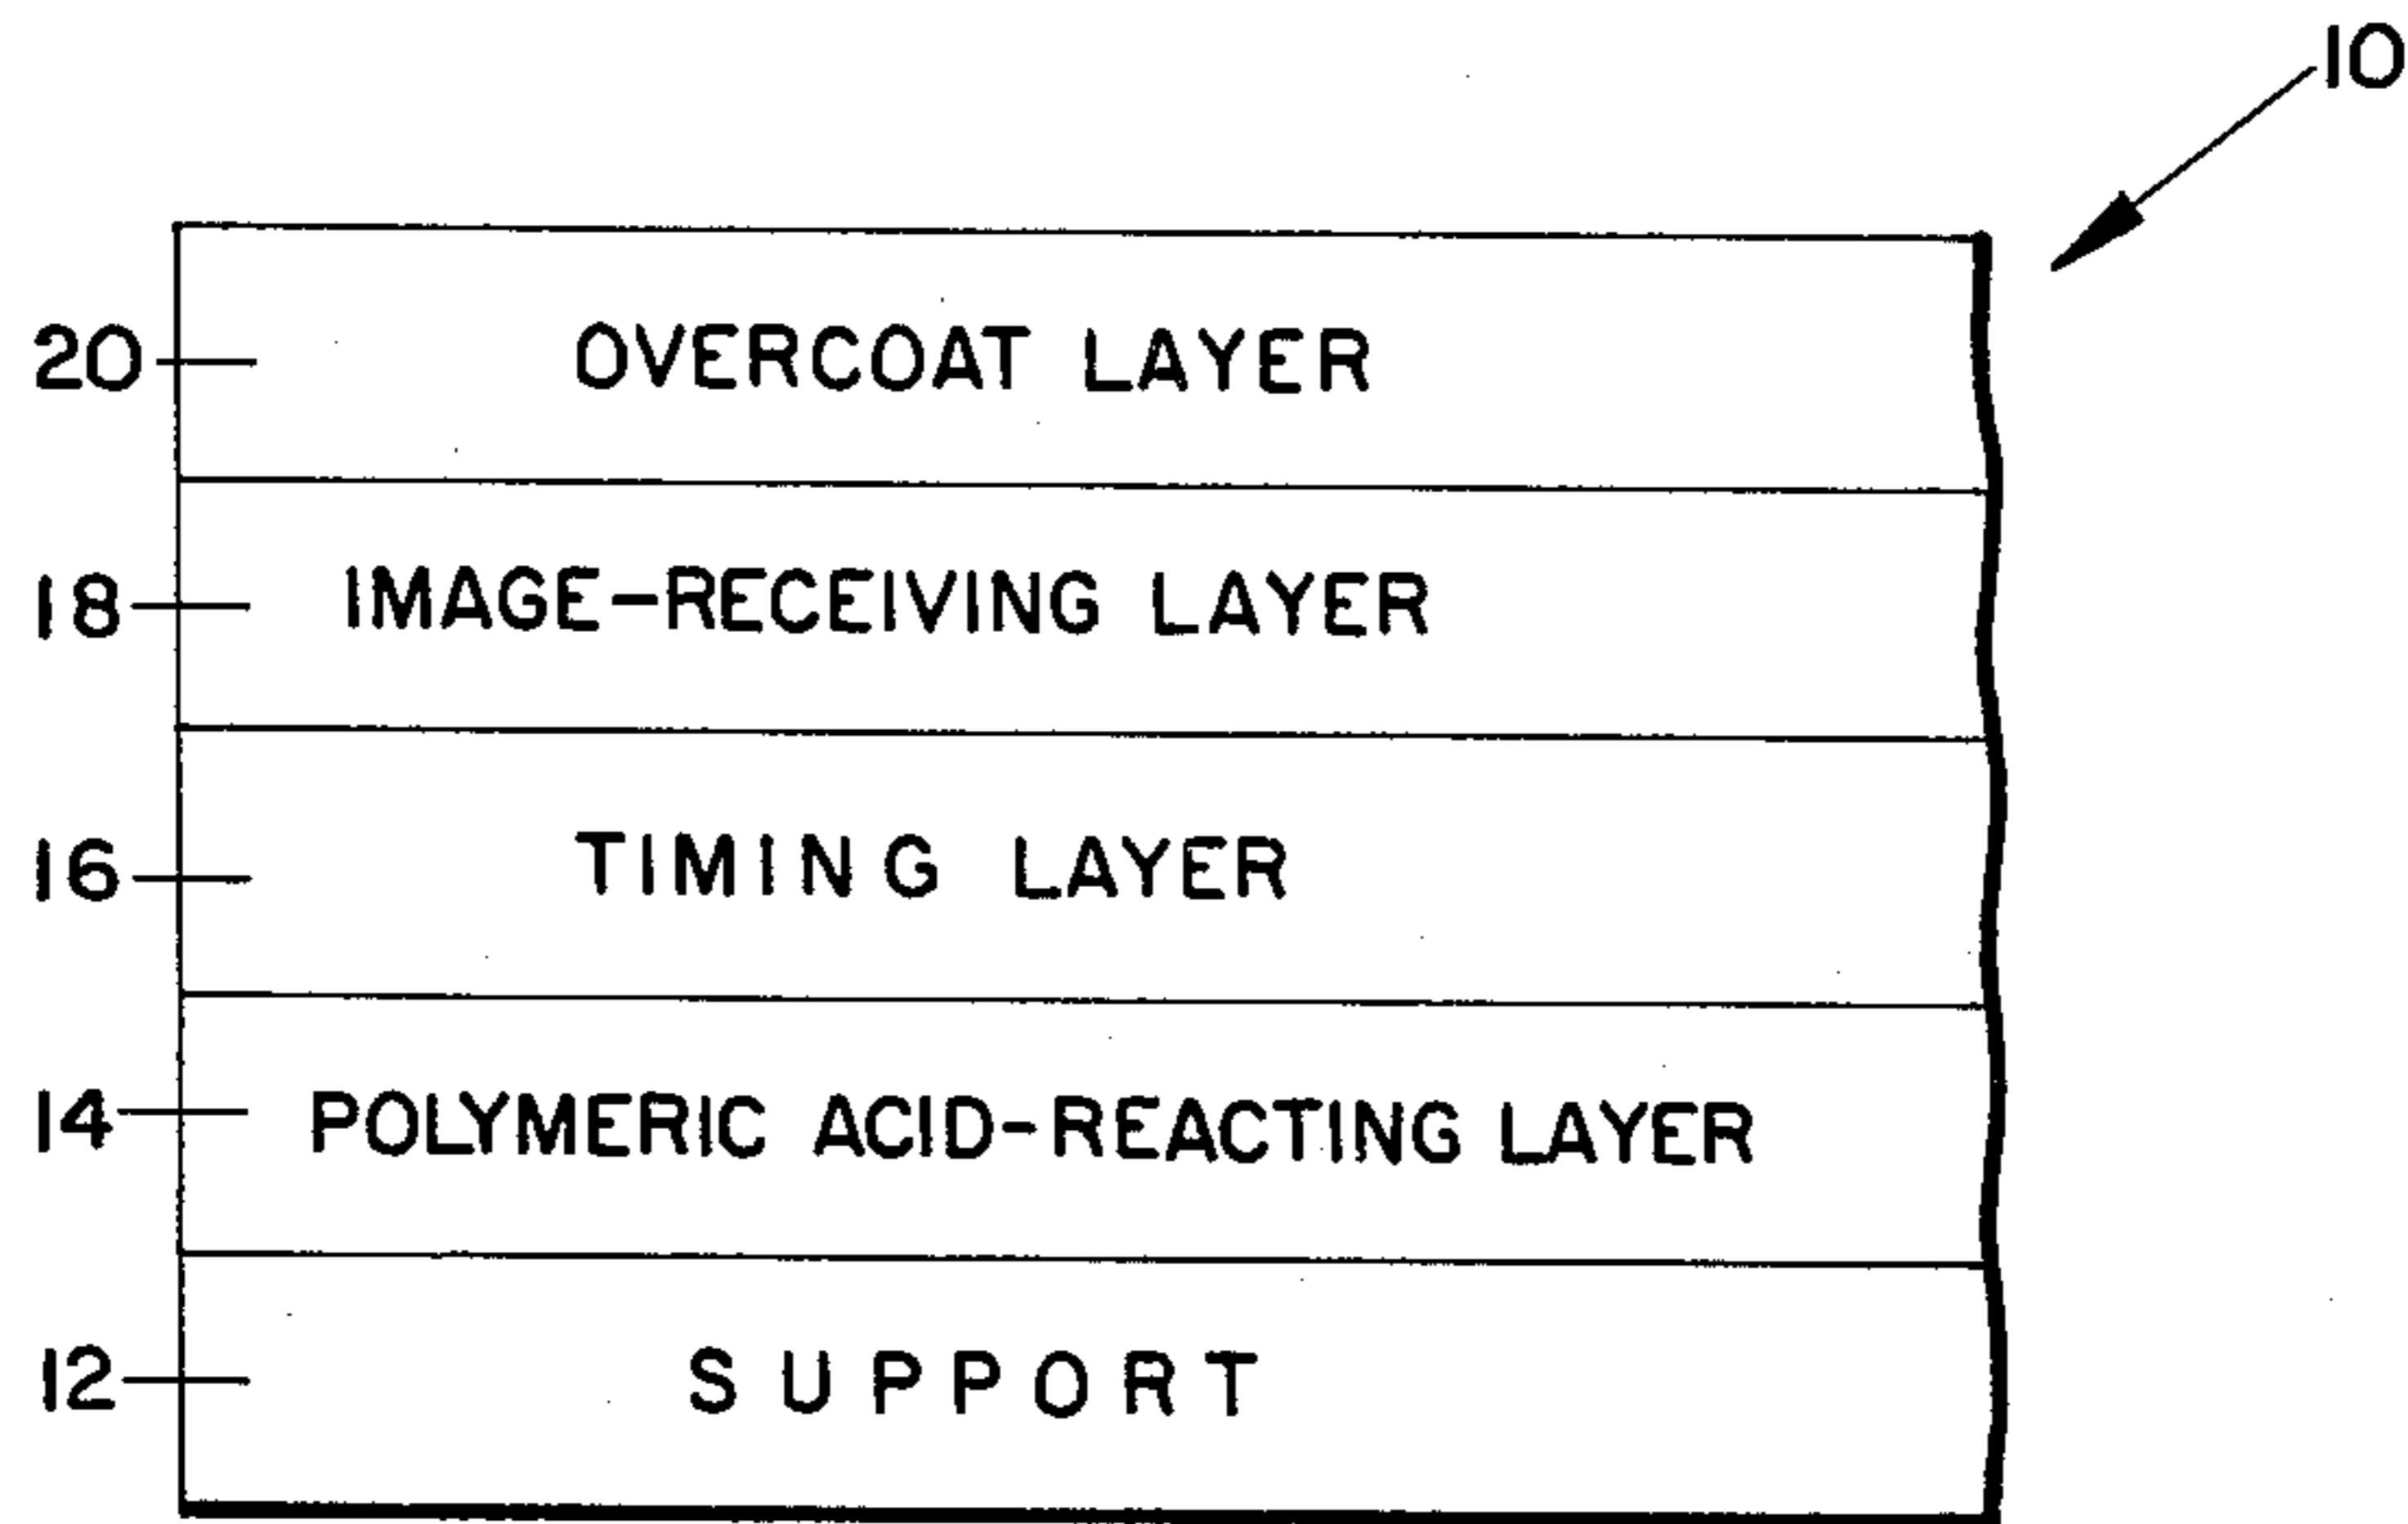 10
20 OVERCOAT LAYER
18 IMAGE-RECEIVING LAYER
16 TIMING LAYER
14 POLYMERIC ACID-REACTING LAYER
12 SUPPORT